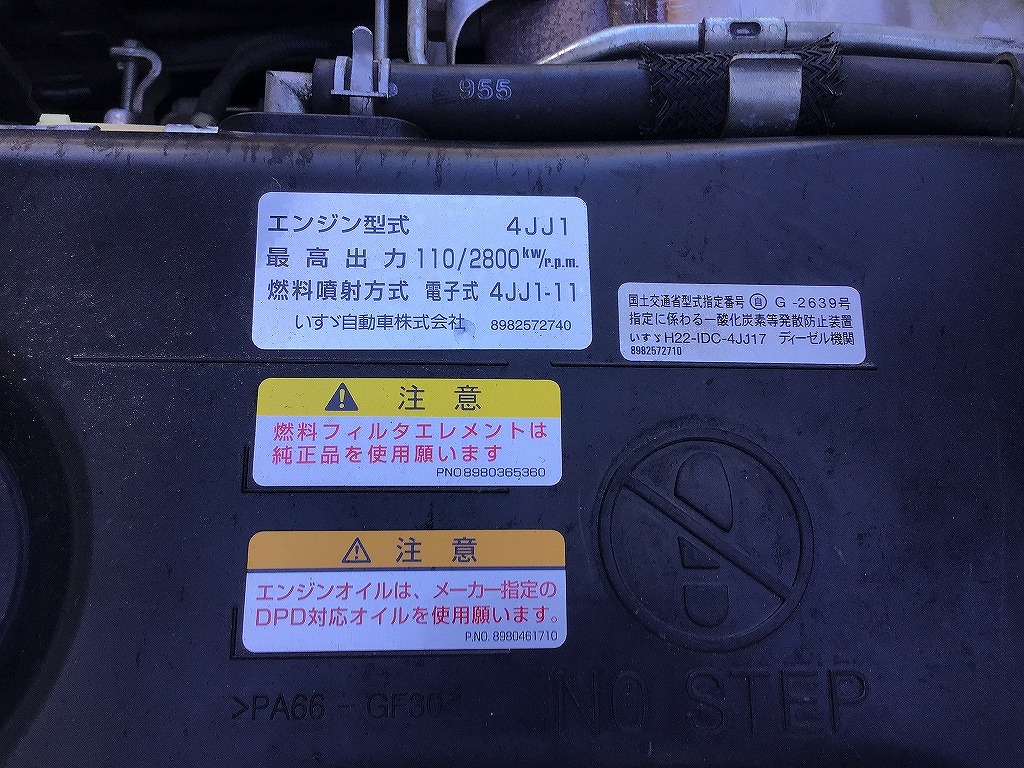 955
エンジン型式 4JJ1
最高出力 110/2800kw/r.p.m.
燃料噴射方式 電子式 4JJ1-11
いすゞ自動車株式会社 8982572740
国土交通省型式指定番号 自 G-2639号
指定に係わる一酸化炭素等発散防止装置
いすゞH22-IDC-4JJ17 ディーゼル機関
8982572710
注意
燃料フィルタエレメントは
純正品を使用願います
PNO.8980365360
注意
エンジンオイルは、メーカー指定の
DPD対応オイルを使用願います。
P.NO. 8980461710
>PA66-GF30<
NO STEP